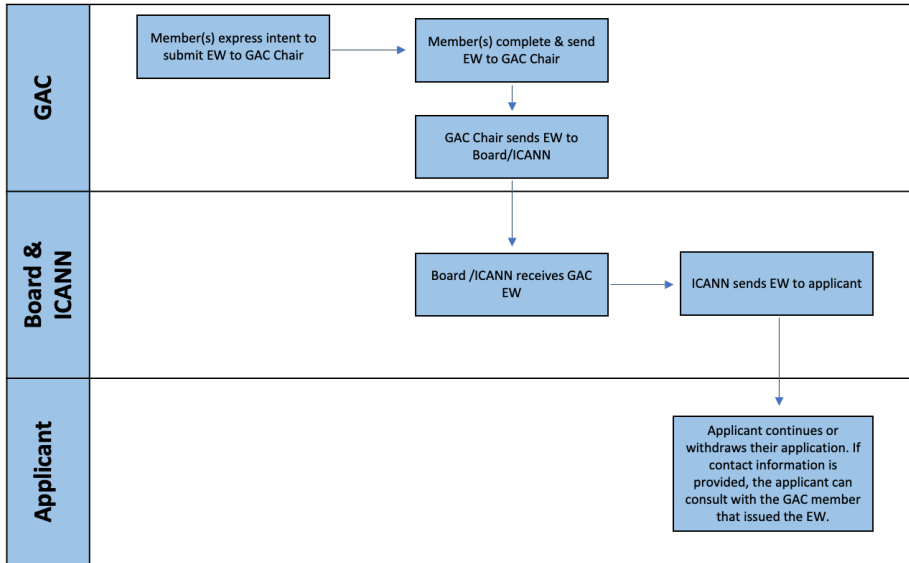 GAC
Member(s) express intent to
submit EW to GAC Chair
Member(s) complete & send
EW to GAC Chair
GAC Chair sends EW to
Board/ICANN
Board &
ICANN
Board /ICANN receives GAC
EW
ICANN sends EW to applicant
Applicant
Applicant continues or
withdraws their application. If
contact information is
provided, the applicant can
consult with the GAC member
that issued the EW.